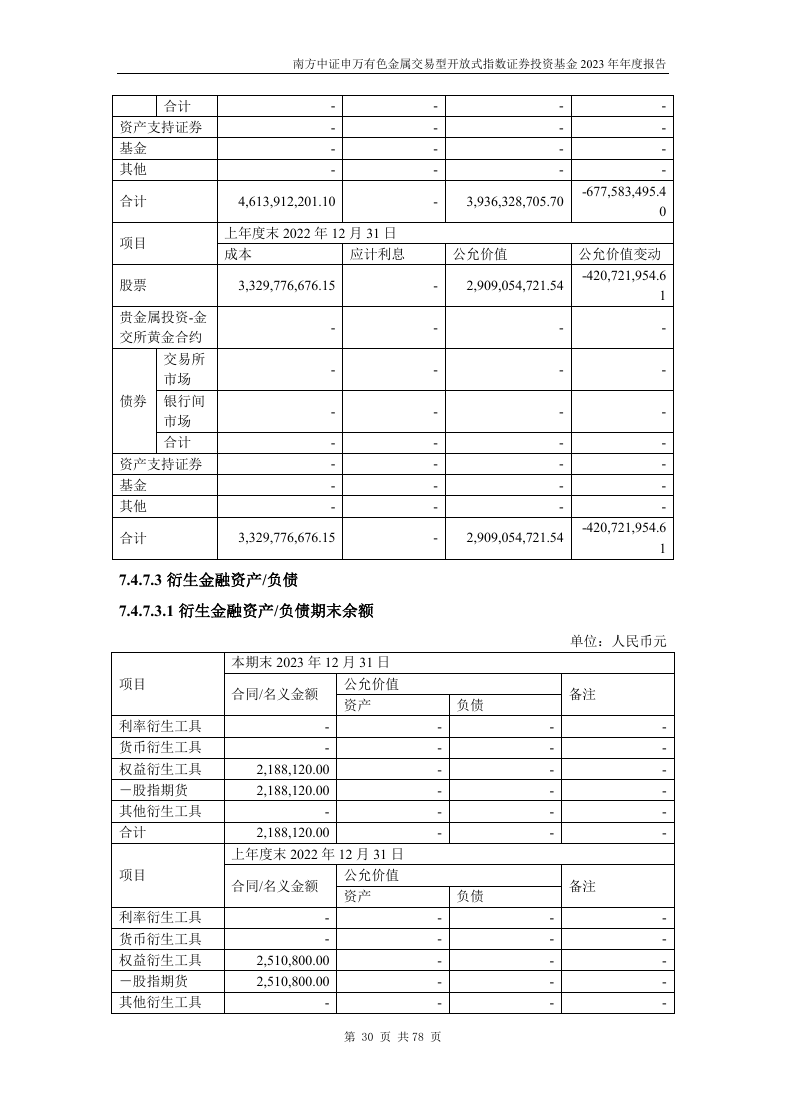 南方中证申万有色金属交易型开放式指数证券投资基金 2023 年年度报告
合计 - - - -
资产支持证券 - - - -
基金 - - - -
其他 - - - -
合计 4,613,912,201.10 - 3,936,328,705.70 -677,583,495.4
0
项目 上年度末 2022 年 12 月 31 日
成本 应计利息 公允价值 公允价值变动
股票 3,329,776,676.15 - 2,909,054,721.54 -420,721,954.6
1
贵金属投资-金
交所黄金合约 - - - -
债券 交易所
市场 - - - -
银行间
市场 - - - -
合计 - - - -
资产支持证券 - - - -
基金 - - - -
其他 - - - -
合计 3,329,776,676.15 - 2,909,054,721.54 -420,721,954.6
1
7.4.7.3 衍生金融资产/负债
7.4.7.3.1 衍生金融资产/负债期末余额
单位：人民币元
项目 本期末 2023 年 12 月 31 日
合同/名义金额 公允价值 备注
资产 负债
利率衍生工具 - - - -
货币衍生工具 - - - -
权益衍生工具 2,188,120.00 - - -
－股指期货 2,188,120.00 - - -
其他衍生工具 - - - -
合计 2,188,120.00 - - -
项目 上年度末 2022 年 12 月 31 日
合同/名义金额 公允价值 备注
资产 负债
利率衍生工具 - - - -
货币衍生工具 - - - -
权益衍生工具 2,510,800.00 - - -
－股指期货 2,510,800.00 - - -
其他衍生工具 - - - -
第 30 页 共 78 页